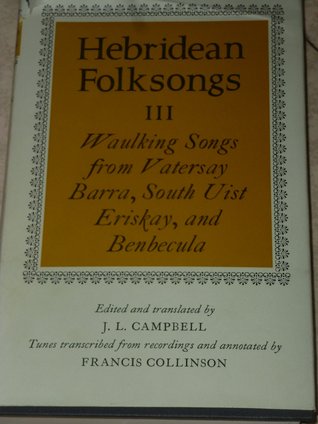 Hebridean
Folksongs
III
Waulking Songs
from Vatersay
Barra, South Uist
Eriskay, and
Benbecula
Edited and translated by
J. L. CAMPBELL
Tunes transcribed from recordings and annotated by
FRANCIS COLLINSON